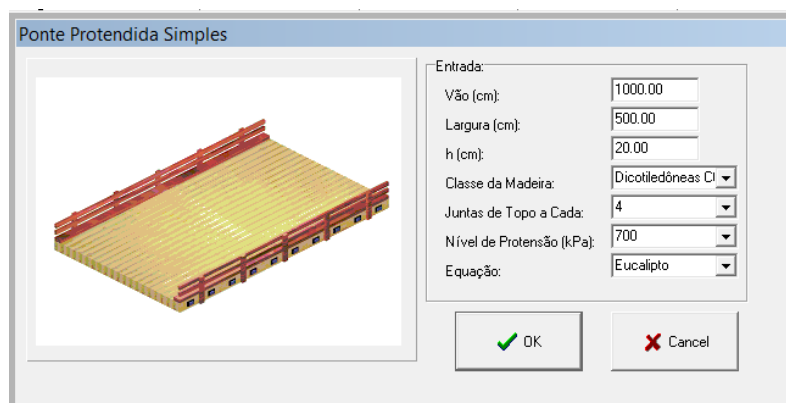 Ponte Protendida Simples
Entrada:
Vão (cm): 1000.00
Largura (cm): 500.00
h (cm): 20.00
Classe da Madeira: Dicotiledôneas
Juntas de Topo a Cada: 4
Nível de Protensão (kPa): 700
Equação: Eucalipto
OK Cancel